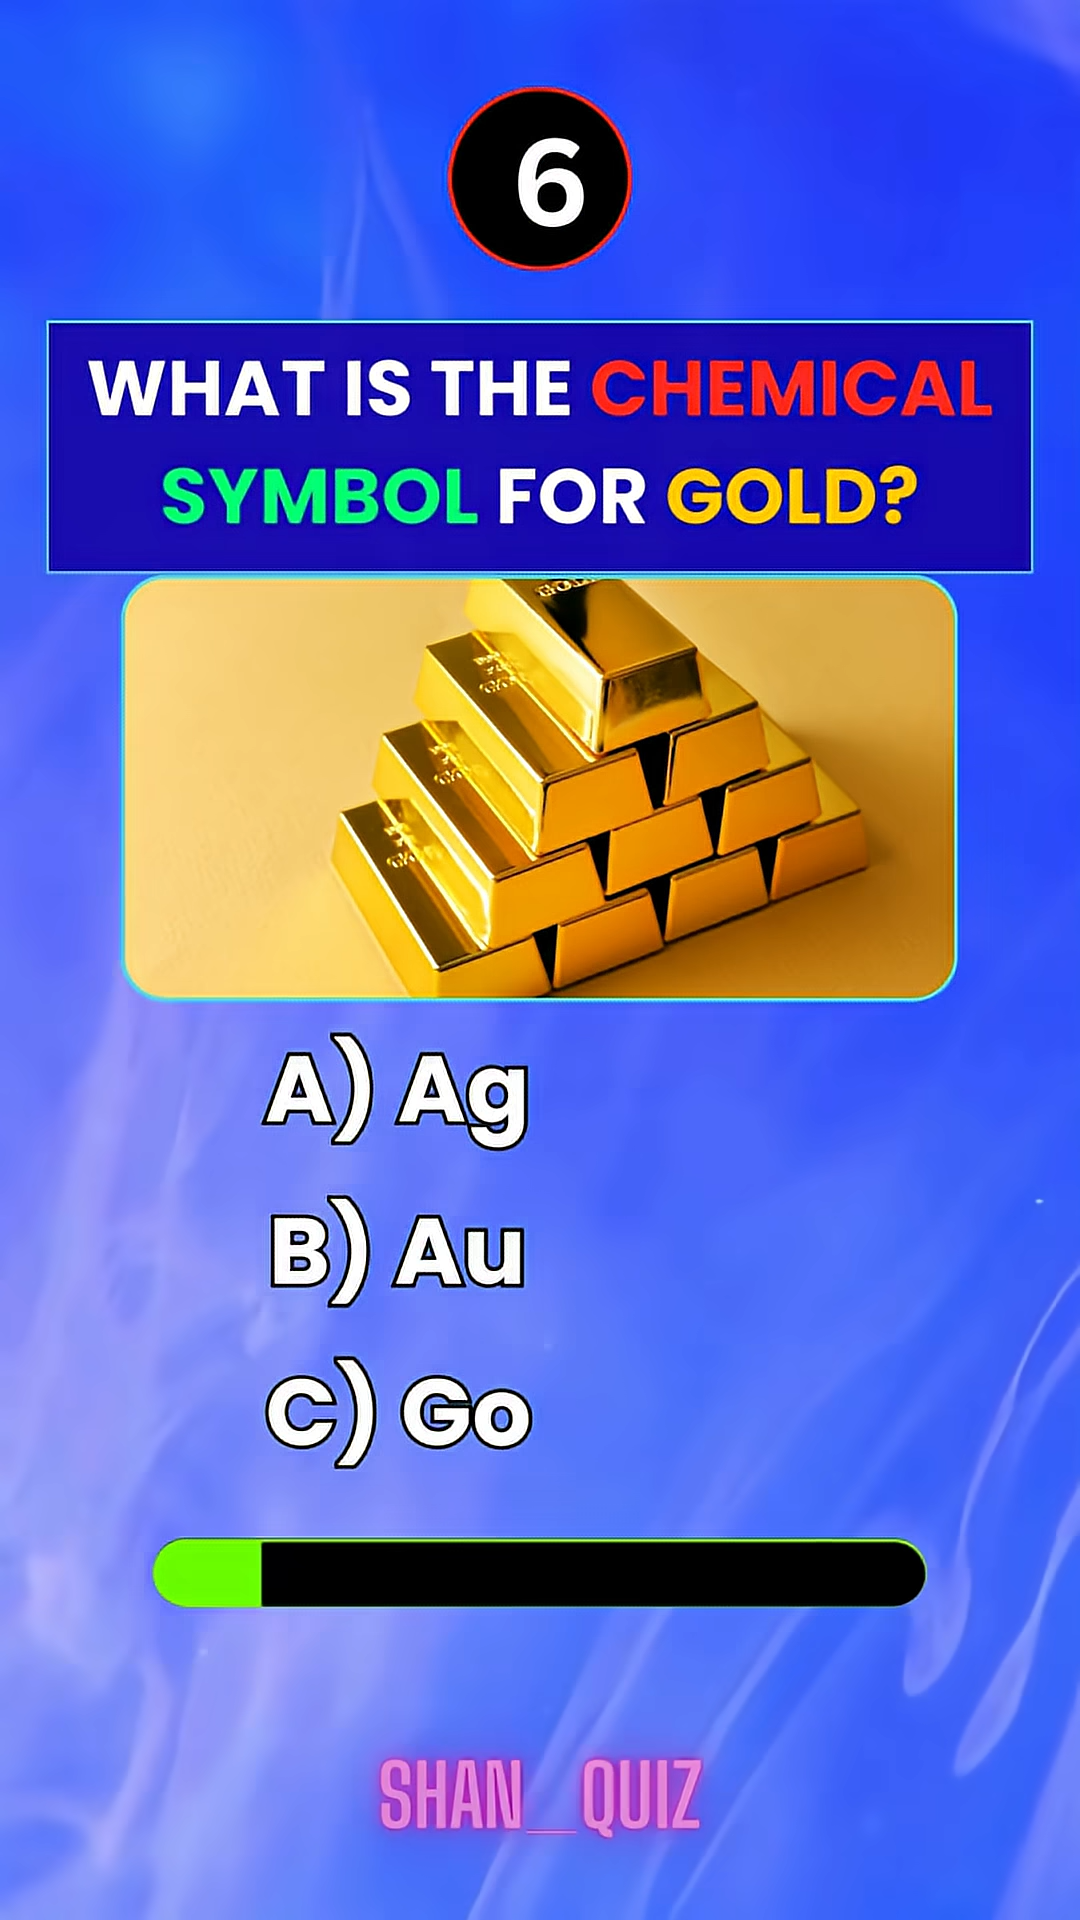 6
WHAT IS THE CHEMICAL
SYMBOL FOR GOLD?
A) Ag
B) Au
C) Go
SHAN_QUIZ